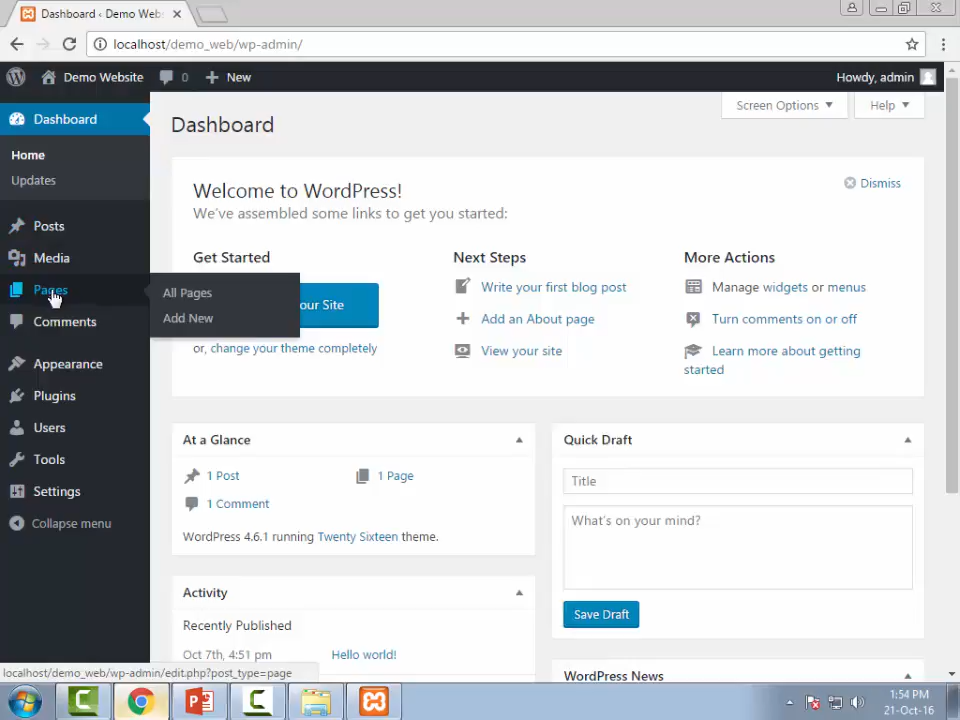 Dashboard ‹ Demo Web
localhost/demo_web/wp-admin/
Demo Website
0
New
Howdy, admin
Dashboard
Home
Updates
Posts
Media
Pages
Comments
Appearance
Plugins
Users
Tools
Settings
Collapse menu
All Pages
Add New
Screen Options
Help
Dashboard
Welcome to WordPress!
We've assembled some links to get you started:
Dismiss
Get Started
our Site
or, change your theme completely
Next Steps
Write your first blog post
Add an About page
View your site
More Actions
Manage widgets or menus
Turn comments on or off
Learn more about getting
started
At a Glance
1 Post
1 Page
1 Comment
WordPress 4.6.1 running Twenty Sixteen theme.
Activity
Recently Published
Oct 7th, 4:51 pm
Hello world!
Quick Draft
Title
What's on your mind?
Save Draft
WordPress News
localhost/demo_web/wp-admin/edit.php?post_type=page
1:54 PM
21-Oct-16